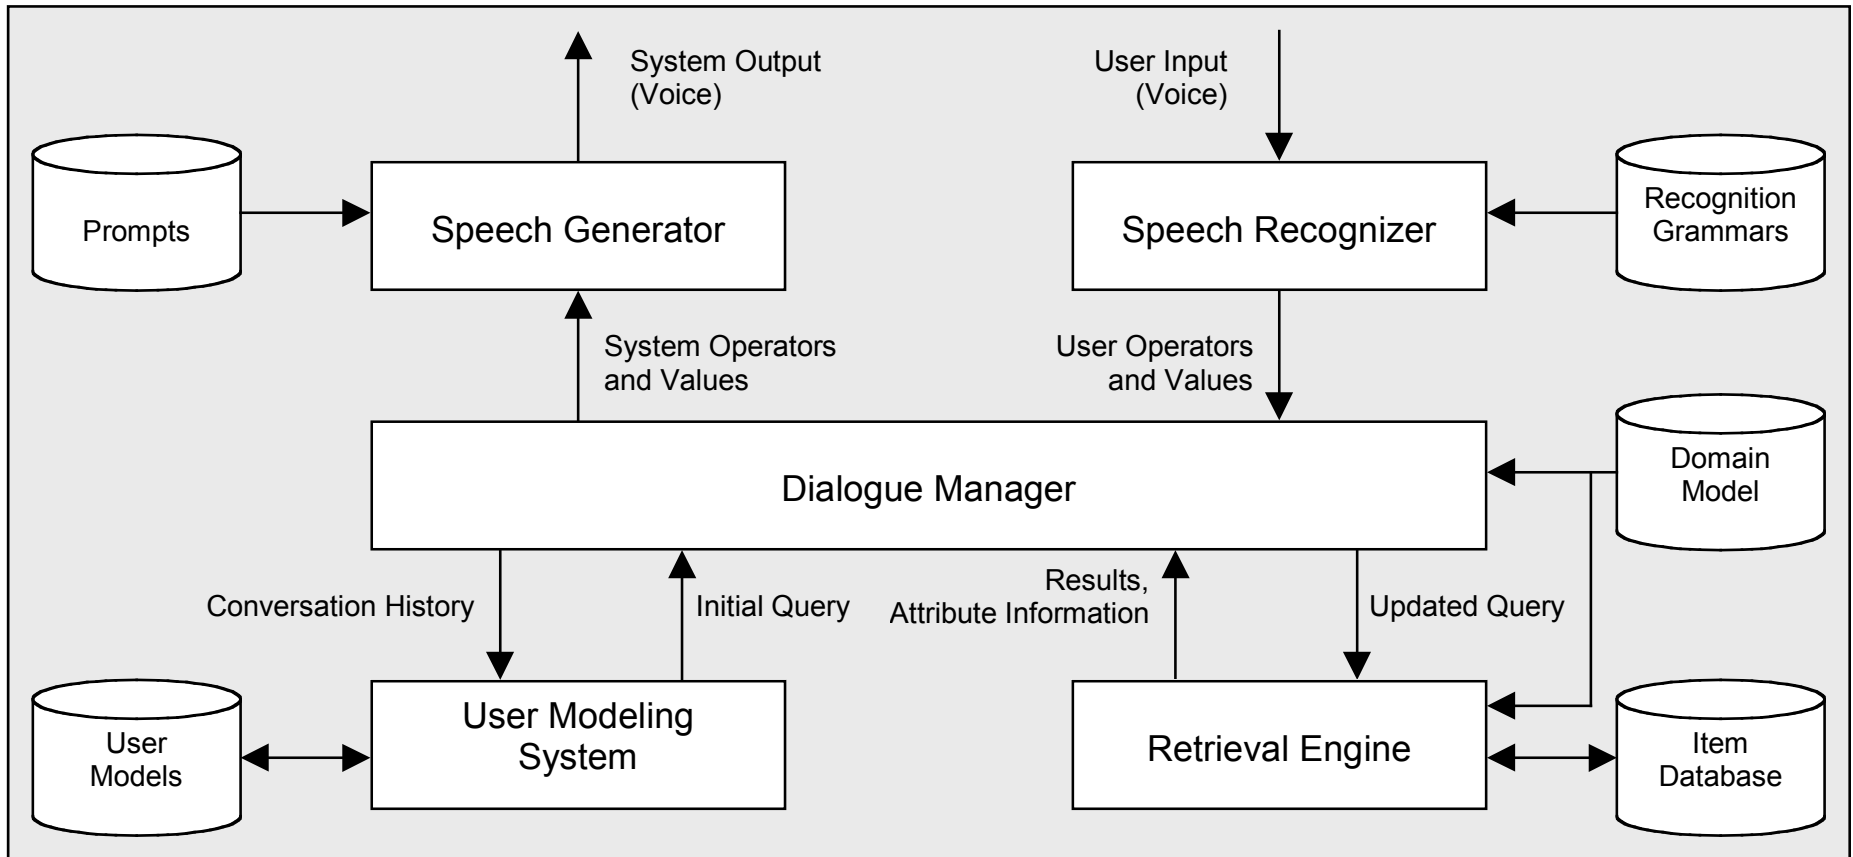 System Output
(Voice)
User Input
(Voice)
Prompts
Speech Generator
Speech Recognizer
Recognition
Grammars
System Operators
and Values
User Operators
and Values
Dialogue Manager
Domain
Model
Conversation History
Initial Query
Results,
Attribute Information
Updated Query
User
Models
User Modeling
System
Retrieval Engine
Item
Database